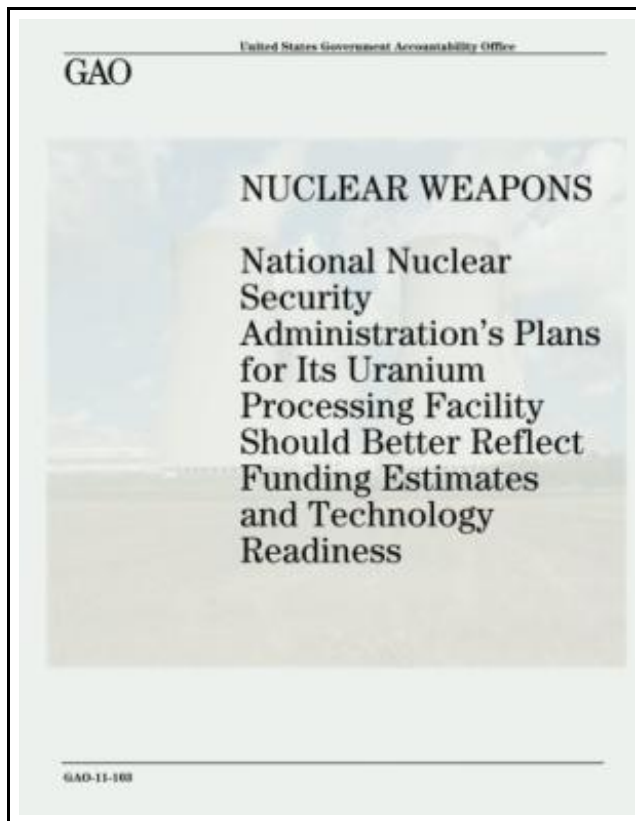 United States Government Accountability Office
GAO
NUCLEAR WEAPONS
National Nuclear
Security
Administration's Plans
for Its Uranium
Processing Facility
Should Better Reflect
Funding Estimates
and Technology
Readiness
GAO-11-103